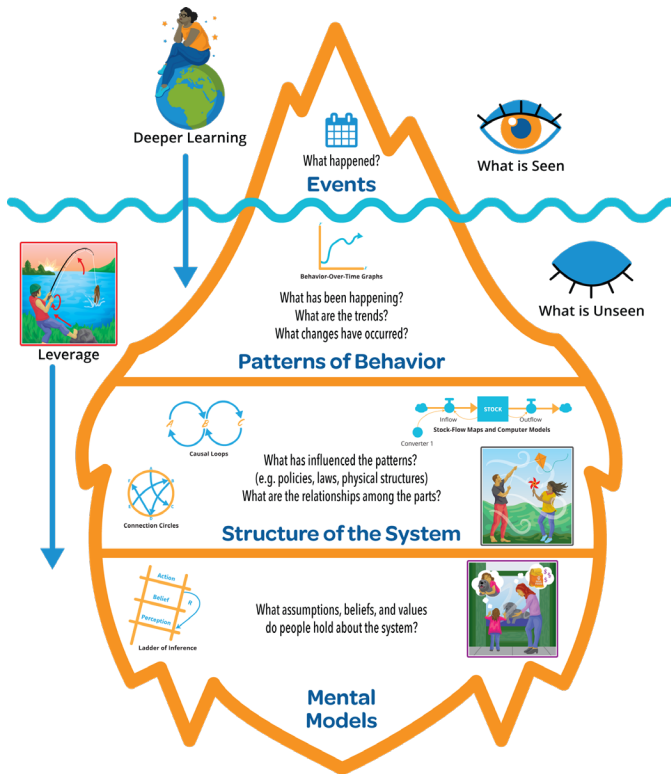 Deeper Learning
What happened?
Events
What is Seen
Behavior-Over-Time Graphs
What has been happening?
What are the trends?
What changes have occurred?
Patterns of Behavior
What is Unseen
Leverage
A
B
C
Causal Loops
STOCK
Inflow
Outflow
Stock-Flow Maps and Computer Models
Converter 1
What has influenced the patterns?
(e.g. policies, laws, physical structures)
What are the relationships among the parts?
Connection Circles
Structure of the System
Action
Belief
R
Perception
Ladder of Inference
What assumptions, beliefs, and values
do people hold about the system?
Mental
Models